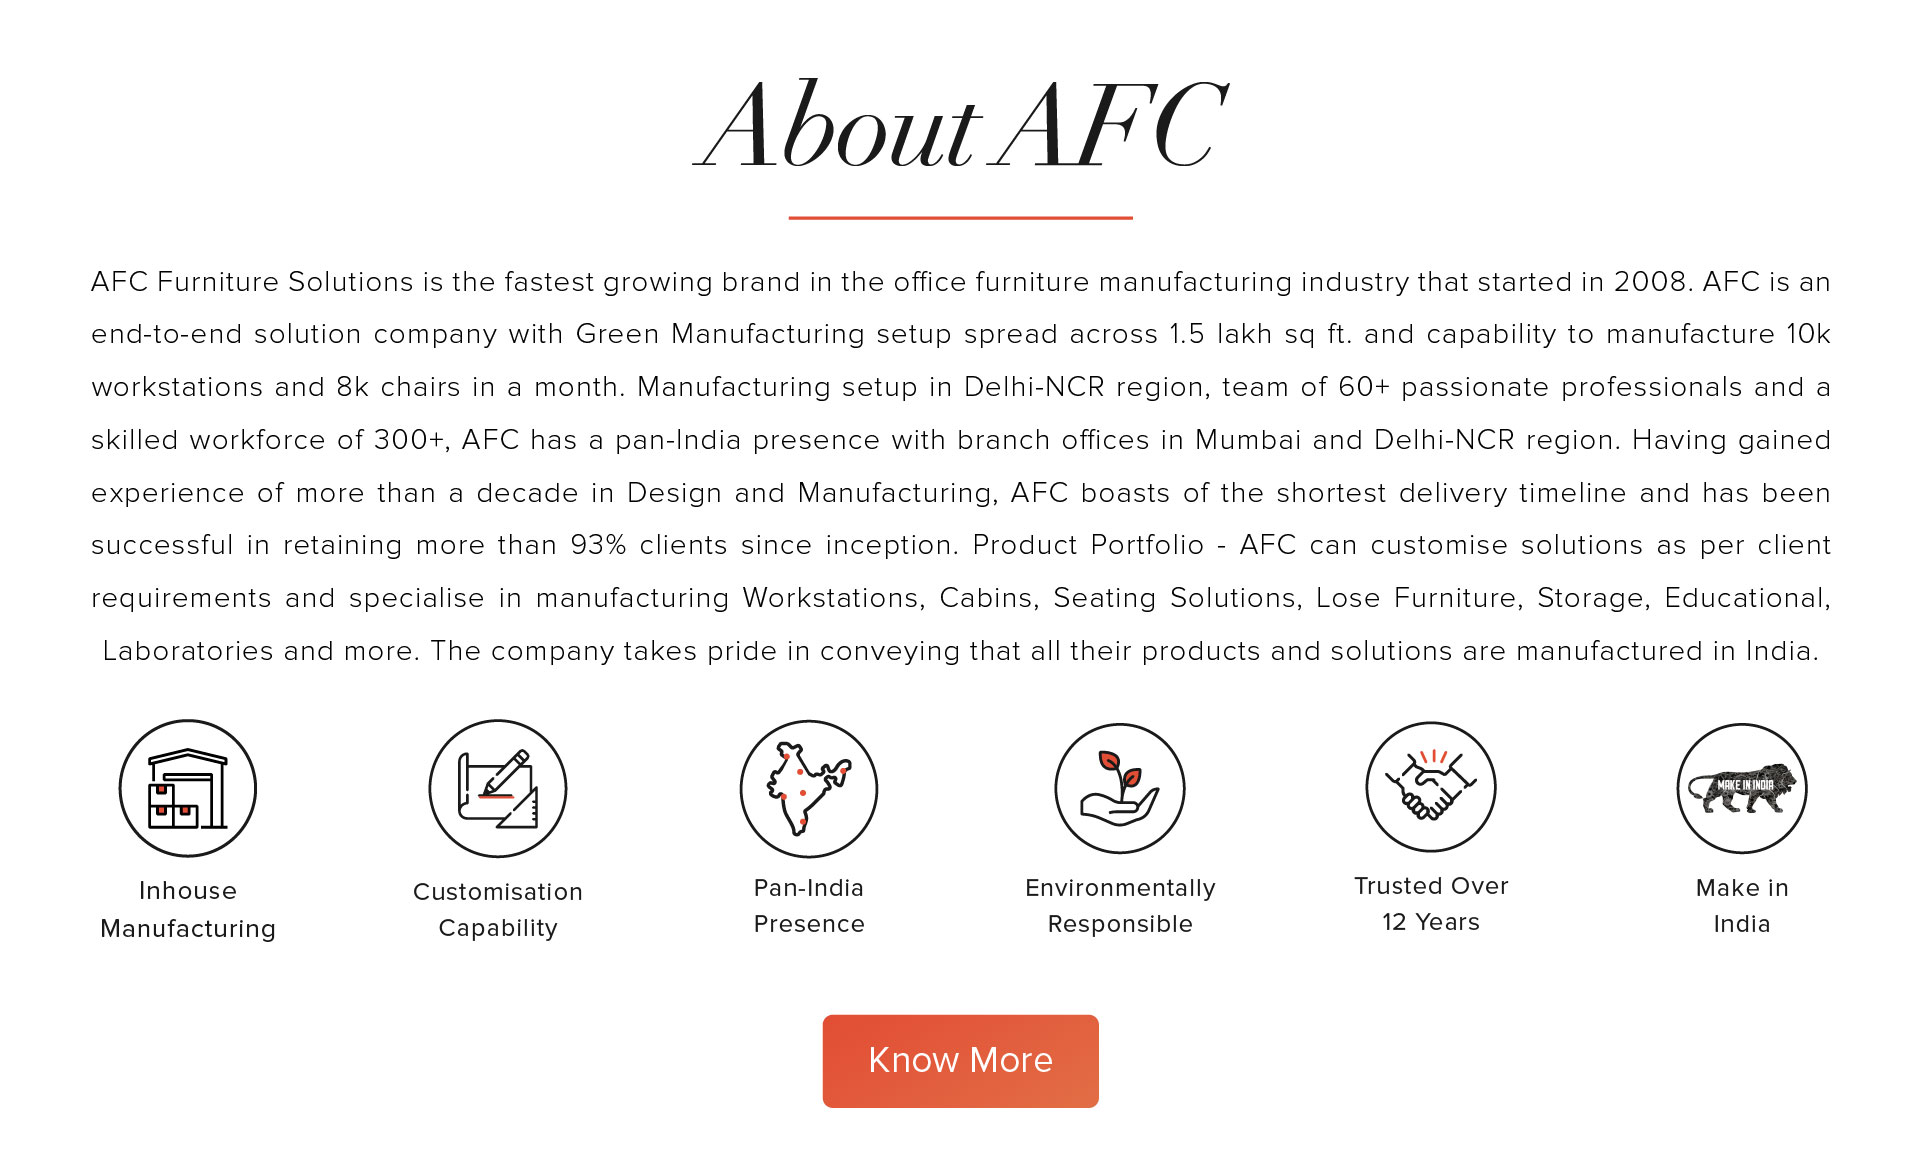 About AFC
AFC Furniture Solutions is the fastest growing brand in the office furniture manufacturing industry that started in 2008. AFC is an
end-to-end solution company with Green Manufacturing setup spread across 1.5 lakh sq ft. and capability to manufacture 10k
workstations and 8k chairs in a month. Manufacturing setup in Delhi-NCR region, team of 60+ passionate professionals and a
skilled workforce of 300+, AFC has a pan-India presence with branch offices in Mumbai and Delhi-NCR region. Having gained
experience of more than a decade in Design and Manufacturing, AFC boasts of the shortest delivery timeline and has been
successful in retaining more than 93% clients since inception. Product Portfolio - AFC can customise solutions as per client
requirements and specialise in manufacturing Workstations, Cabins, Seating Solutions, Lose Furniture, Storage, Educational,
Laboratories and more. The company takes pride in conveying that all their products and solutions are manufactured in India.
MAKE IN INDIA
Inhouse
Manufacturing
Customisation
Capability
Pan-India
Presence
Environmentally
Responsible
Trusted Over
12 Years
Make in
India
Know More